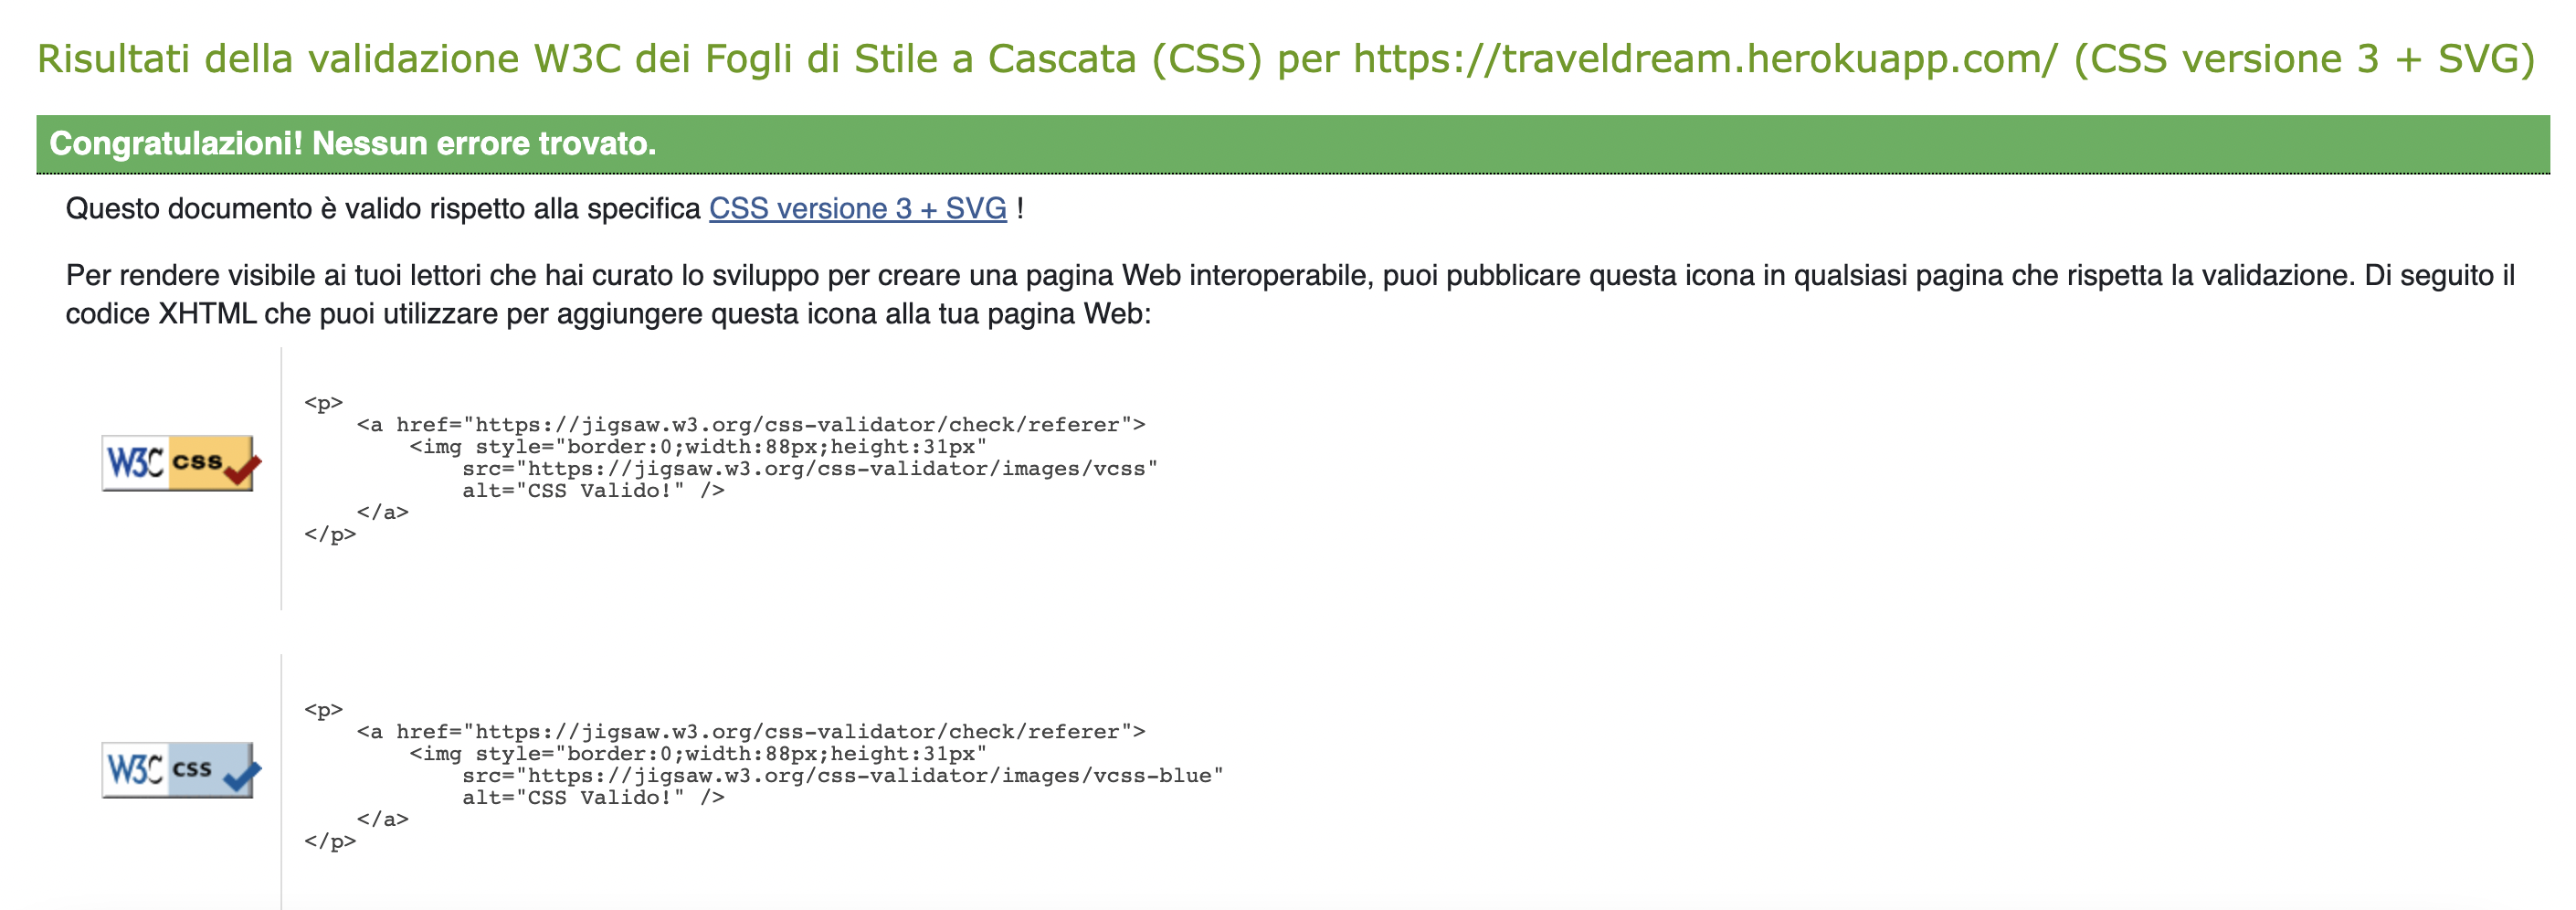 Risultati della validazione W3C dei Fogli di Stile a Cascata (CSS) per https://traveldream.herokuapp.com/ (CSS versione 3 + SVG)
Congratulazioni! Nessun errore trovato.
Questo documento è valido rispetto alla specifica CSS versione 3 + SVG !
Per rendere visibile ai tuoi lettori che hai curato lo sviluppo per creare una pagina Web interoperabile, puoi pubblicare questa icona in qualsiasi pagina che rispetta la validazione. Di seguito il
codice XHTML che puoi utilizzare per aggiungere questa icona alla tua pagina Web:
W3C css
<p>
<a href="https://jigsaw.w3.org/css-validator/check/referer">
<img style="border:0;width:88px;height:31px"
src="https://jigsaw.w3.org/css-validator/images/vcss"
alt="CSS Valido!" />
</a>
</p>
W3C css
<p>
<a href="https://jigsaw.w3.org/css-validator/check/referer">
<img style="border:0;width:88px;height:31px"
src="https://jigsaw.w3.org/css-validator/images/vcss-blue"
alt="CSS Valido!" />
</a>
</p>